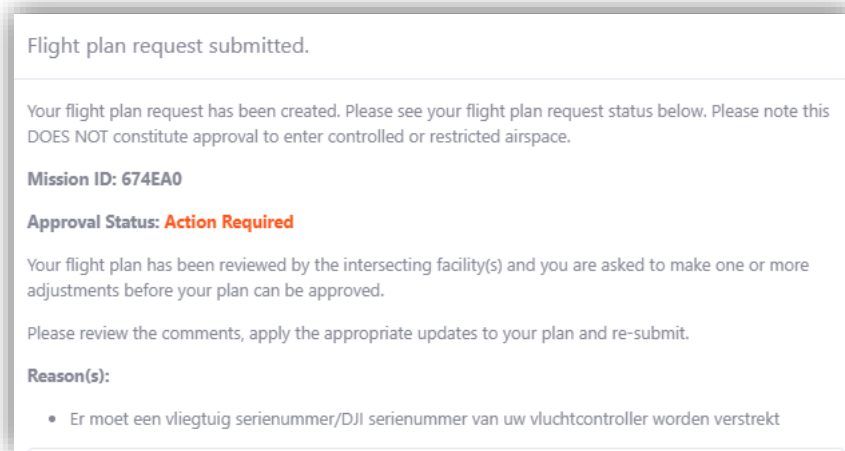 Flight plan request submitted.
Your flight plan request has been created. Please see your flight plan request status below. Please note this
DOES NOT constitute approval to enter controlled or restricted airspace.
Mission ID: 674EA0
Approval Status: Action Required
Your flight plan has been reviewed by the intersecting facility(s) and you are asked to make one or more
adjustments before your plan can be approved.
Please review the comments, apply the appropriate updates to your plan and re-submit.
Reason(s):
• Er moet een vliegtuig serienummer/DJI serienummer van uw vluchtcontroller worden verstrekt